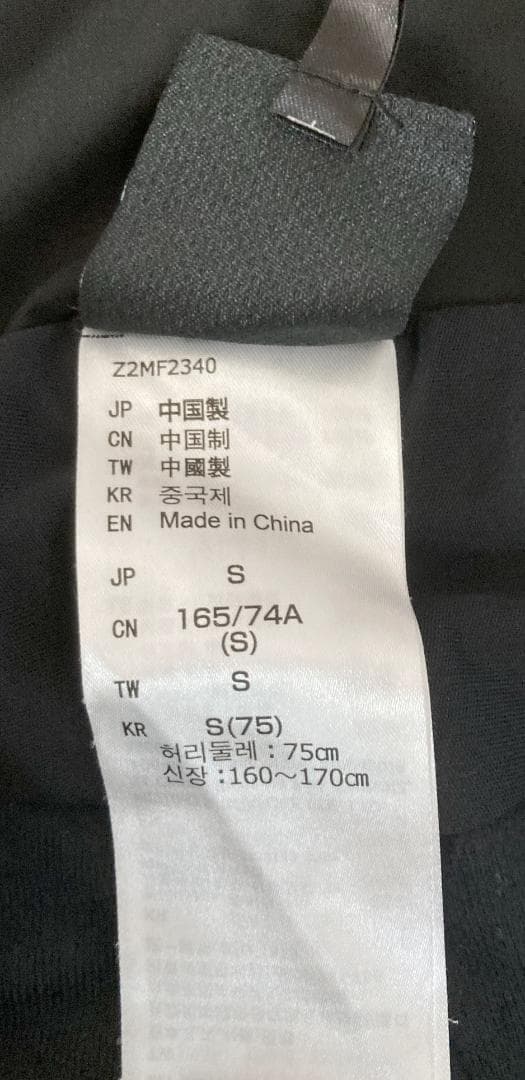 Z2MF2340
JP 中国製
CN 中国制
TW 中國製
KR 중국제
EN Made in China
JP S
CN 165/74A
(S)
TW S
KR S(75)
허리둘레 : 75㎝
신장 : 160～170㎝